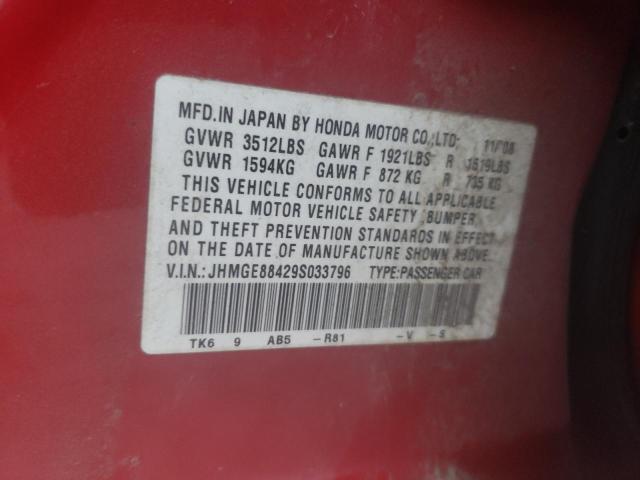 MFD.IN JAPAN BY HONDA MOTOR CO.,LTD: 11/08
GVWR 3512LBS GAWR F 1921LBS R 1619LBS
GVWR 1594KG GAWR F 872 KG R 735 KG
THIS VEHICLE CONFORMS TO ALL APPLICABLE
FEDERAL MOTOR VEHICLE SAFETY, BUMPER,
AND THEFT PREVENTION STANDARDS IN EFFECT
ON THE DATE OF MANUFACTURE SHOWN ABOVE.
V.I.N.: JHMGE88429S033796 TYPE:PASSENGER CAR
TK6 9 AB5 -R81 -V -S